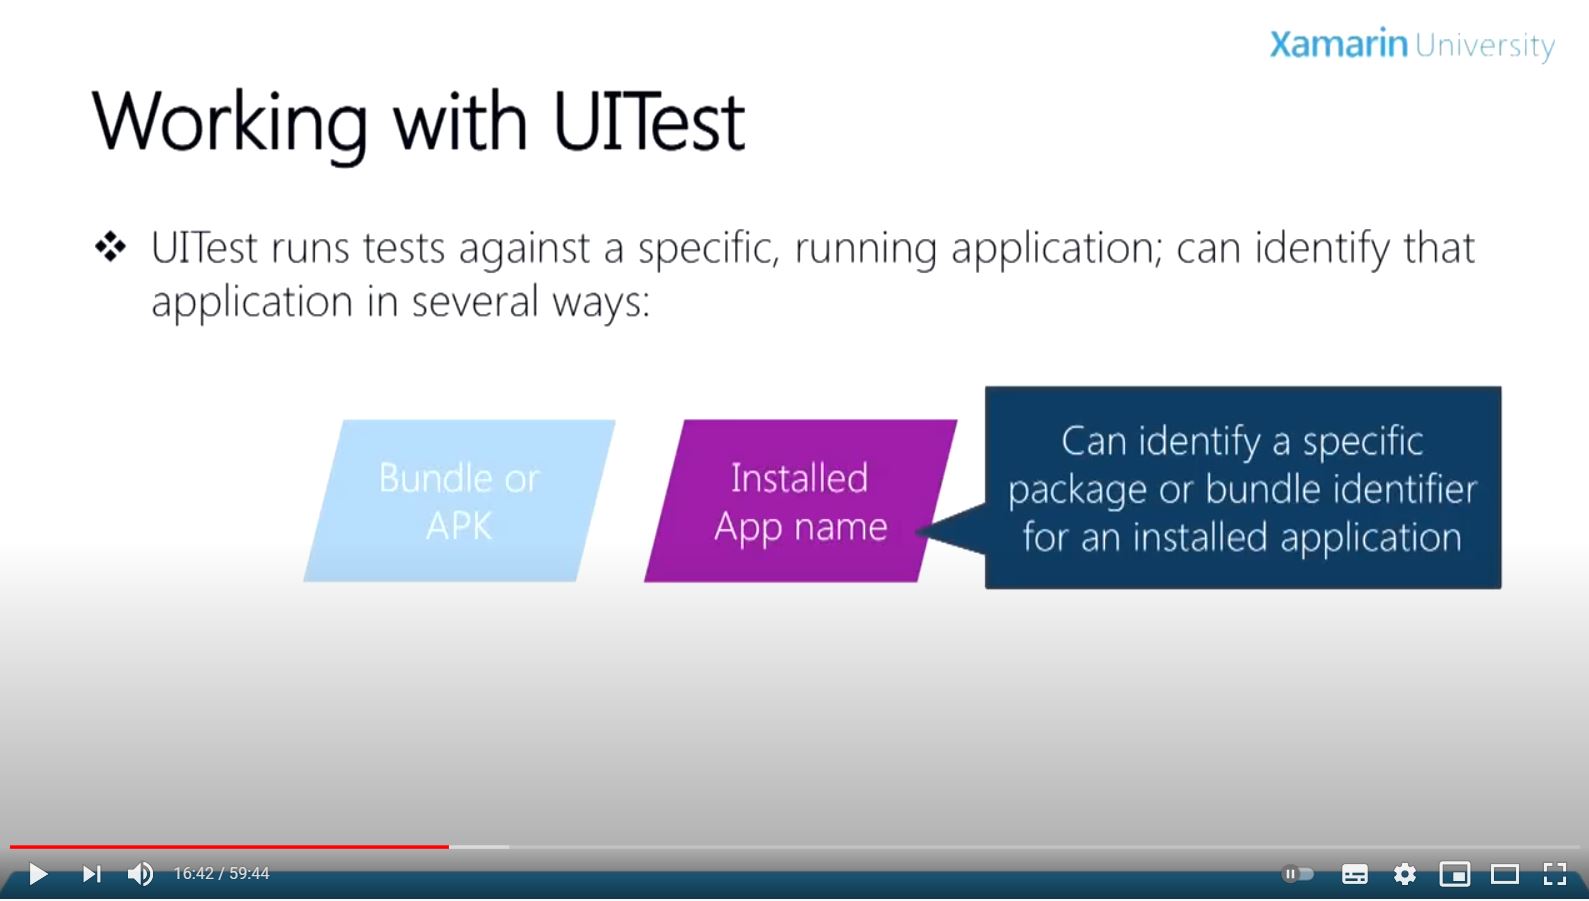 Xamarin University
Working with UITest
❖ UITest runs tests against a specific, running application; can identify that
application in several ways:
Bundle or
APK
Installed
App name
Can identify a specific
package or bundle identifier
for an installed application
16:42 / 59:44